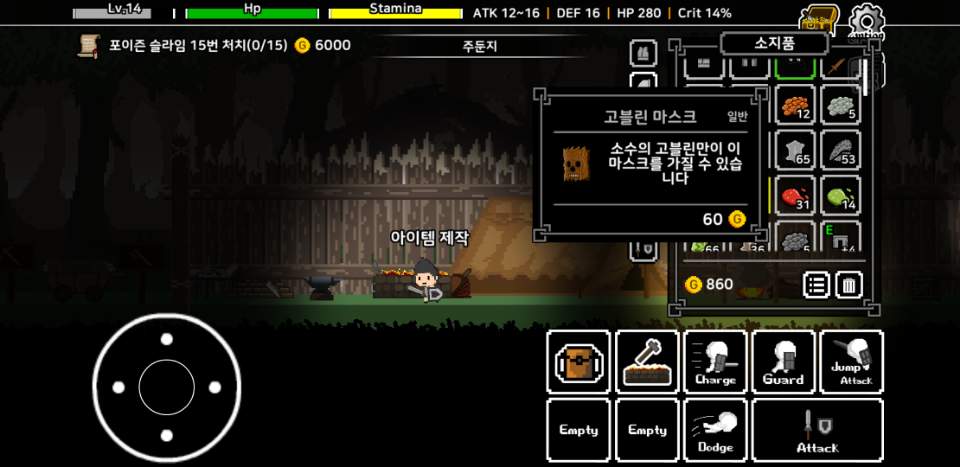 Lv.14
Hp
Stamina
ATK 12~16 | DEF 16 | HP 280 | Crit 14%
포이즌 슬라임 15번 처치(0/15) G 6000
주둔지
소지품
고블린 마스크 일반
소수의 고블린만이 이
마스크를 가질 수 있습
니다
60 G
12
5
65
53
31
14
66
36
5
E
+4
G 860
아이템 제작
Charge
Guard
Jump
Attack
Empty
Empty
Dodge
Attack